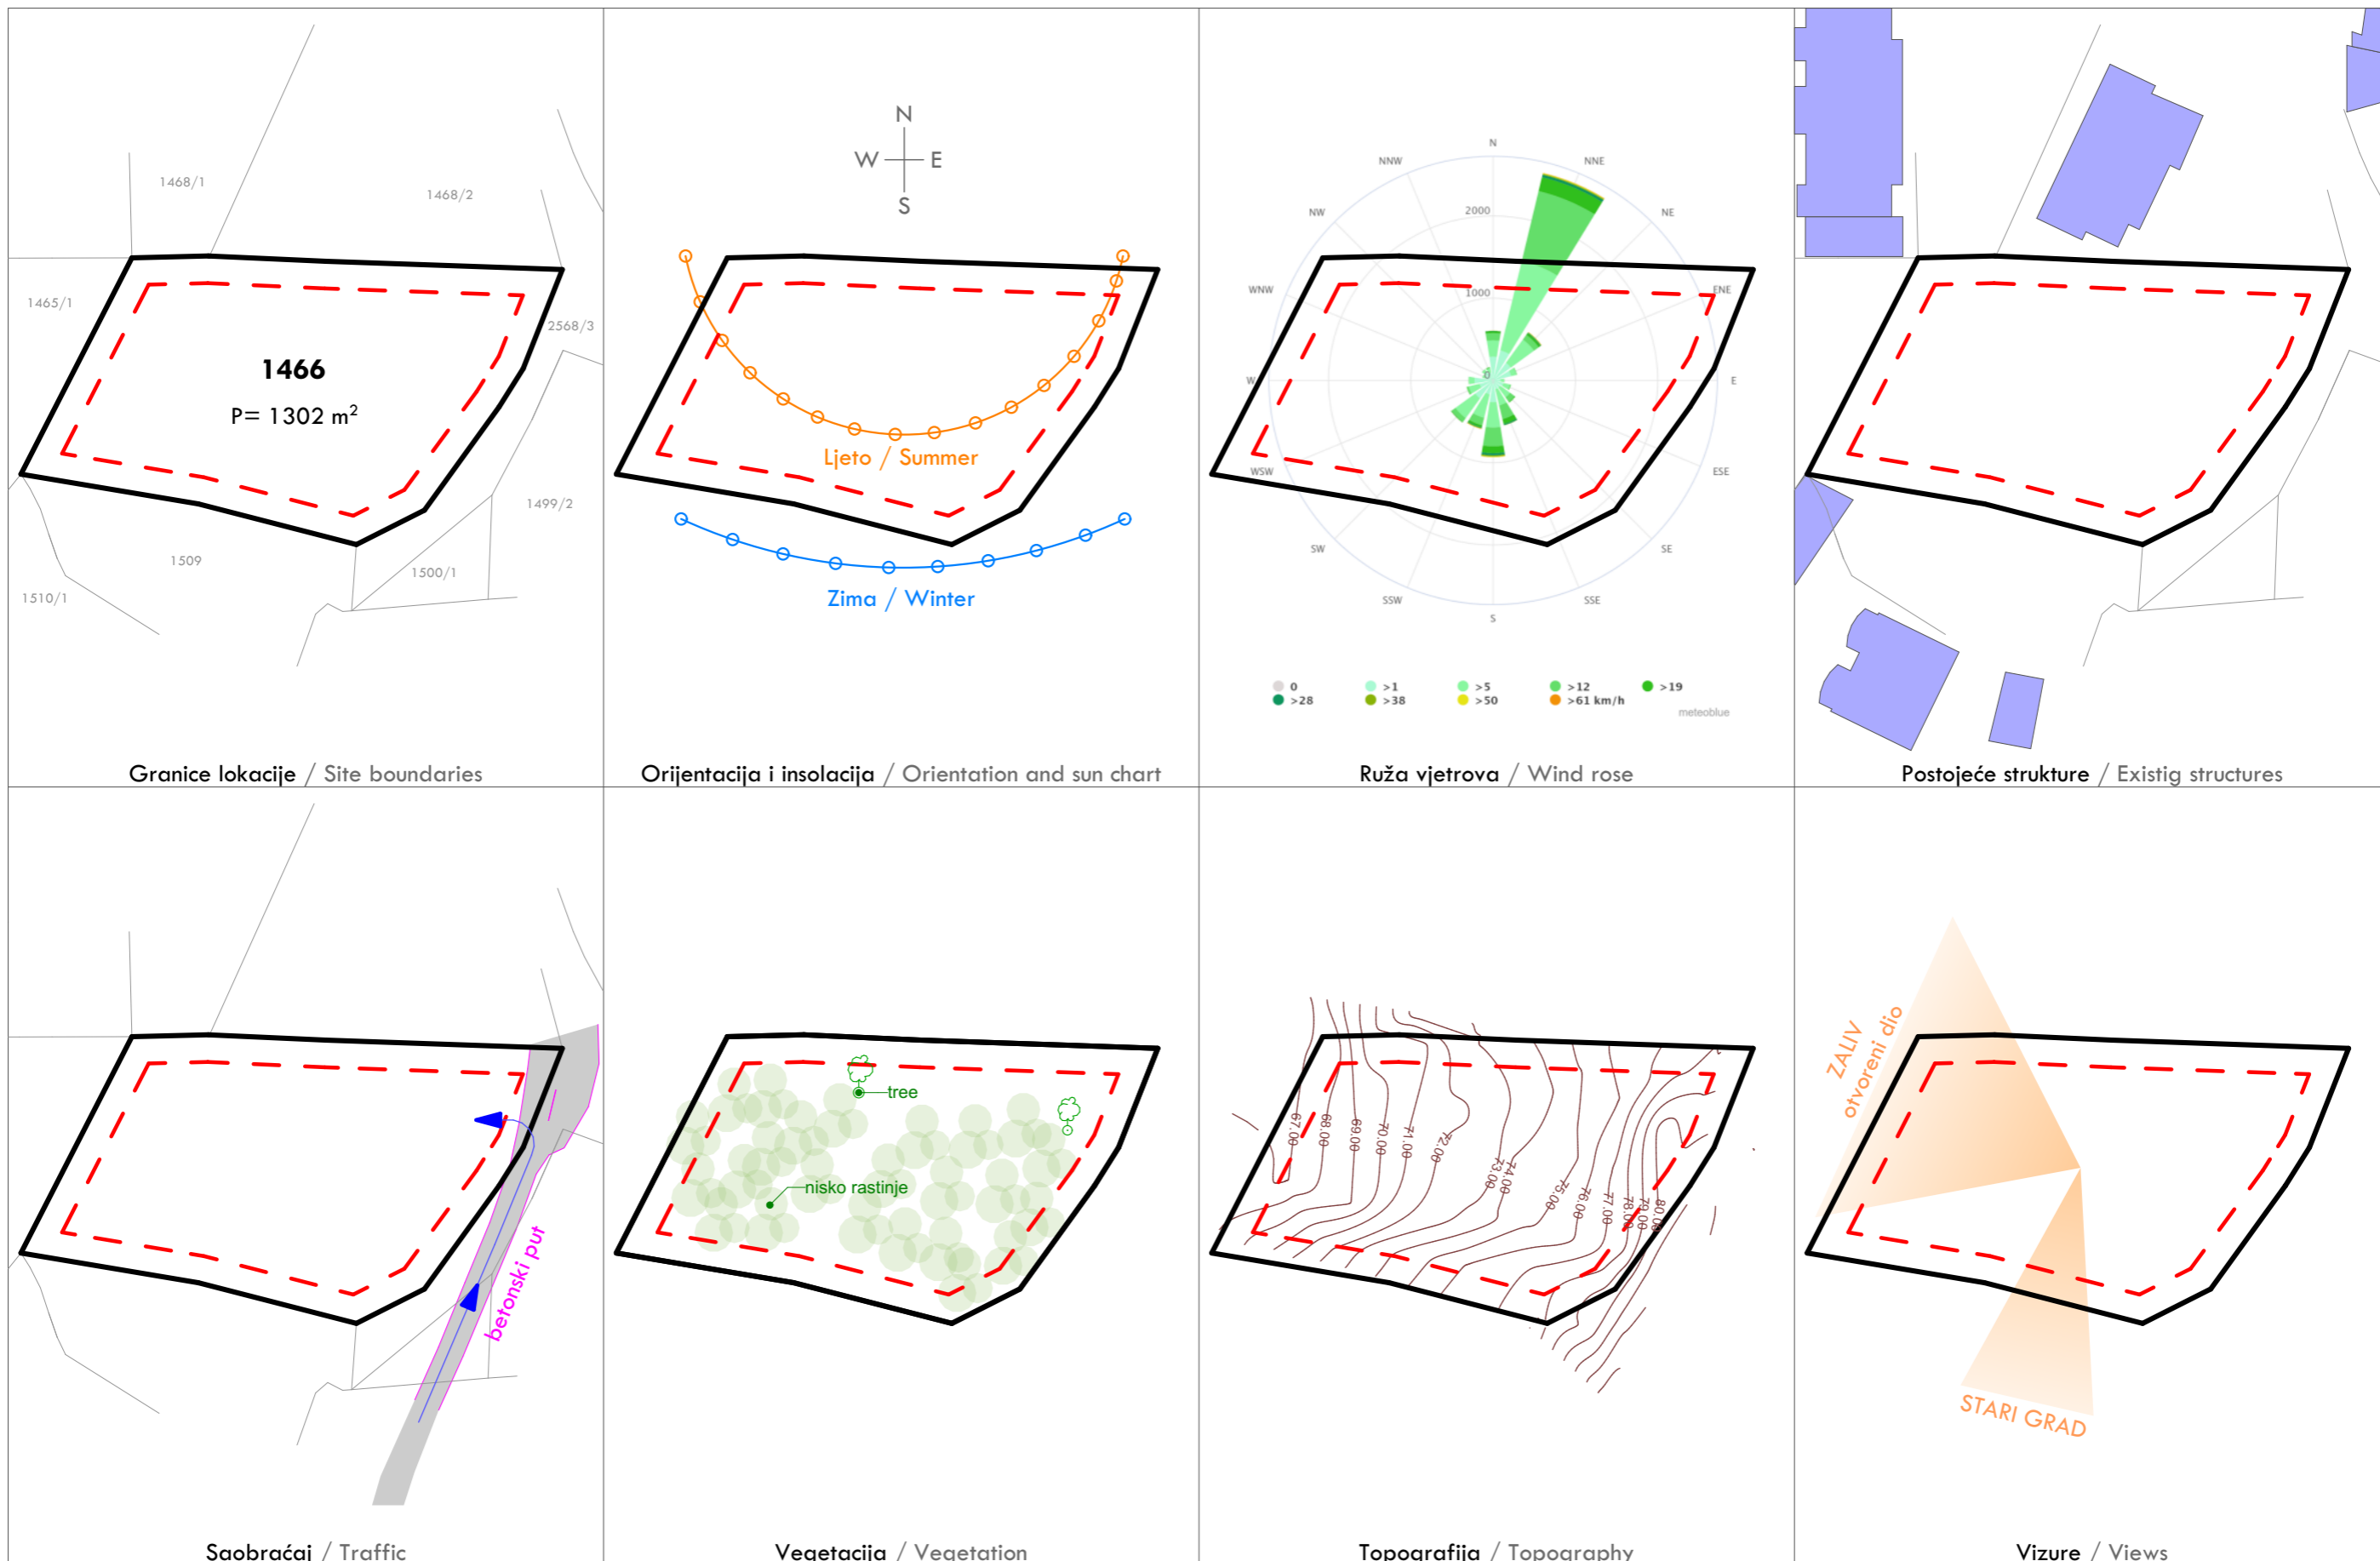 1468/1
1468/2
1465/1
2568/3
1466
P= 1302 m²
1499/2
1509
1500/1
1510/1
Granice lokacije / Site boundaries
N
W E
S
Ljeto / Summer
Zima / Winter
Orijentacija i insolacija / Orientation and sun chart
N
NNW NNE
NW NE
2000
WNW ENE
1000
W 0 E
WSW ESE
SW SE
SSW SSE
S
0 >1 >5 >12 >19
>28 >38 >50 >61 km/h
meteoblue
Ruža vjetrova / Wind rose
Postojeće strukture / Existig structures
betonski put
Saobraćaj / Traffic
tree
nisko rastinje
Vegetacija / Vegetation
67.00
68.00
69.00
70.00
71.00
72.00
73.00
74.00
75.00
76.00
77.00
78.00
79.00
80.00
Topografija / Topography
ZALIV
otvoreni dio
STARI GRAD
Vizure / Views